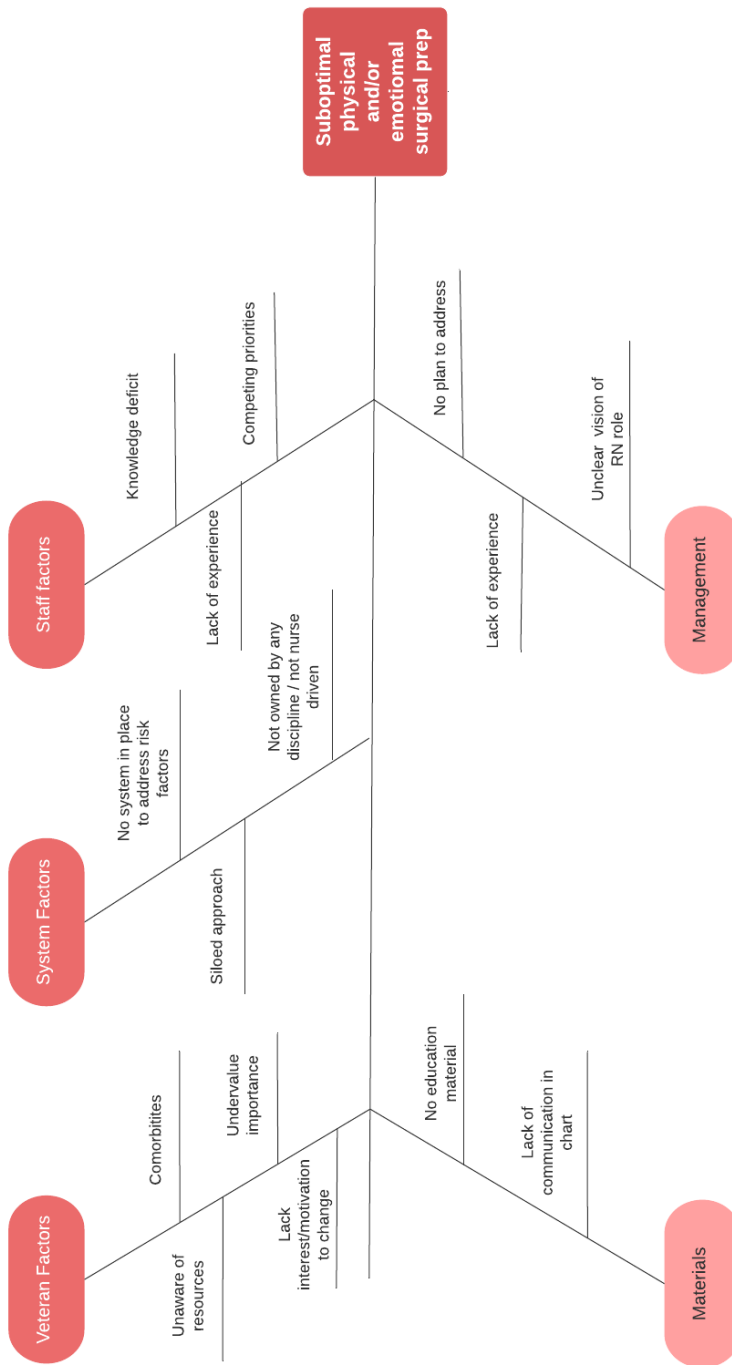 Veteran Factors
System Factors
Staff factors
Comorbitites
Unaware of
resources
Undervalue
importance
Lack
interest/motivation
to change
No system in place
to address risk
factors
Siloed approach
Not owned by any
discipline / not nurse
driven
Knowledge deficit
Lack of experience
Competing priorities
Suboptimal
physical
and/or
emotiomal
surgical prep
No education
material
Lack of
communication in
chart
Materials
No plan to address
Lack of experience
Unclear vision of
RN role
Management